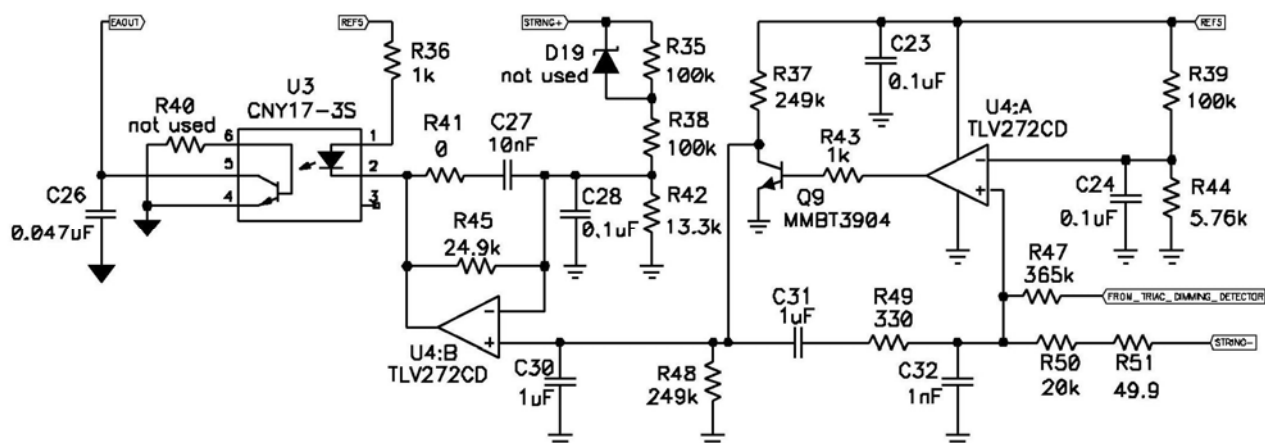 EAOUT
REF5
STRING+
REF5
R36
1k
D19
not used
R35
100k
C23
0.1uF
R37
249k
R39
100k
U3
CNY17-3S
R40
not used
6
5
4
1
2
3
R41
0
C27
10nF
R38
100k
R43
1k
U4:A
TLV272CD
-
+
Q9
MMBT3904
C24
0.1uF
R44
5.76k
C26
0.047uF
R45
24.9k
C28
0.1uF
R42
13.3k
R47
365k
FROM_TRIAC_DIMMING_DETECTOR
C31
1uF
R49
330
-
+
U4:B
TLV272CD
C30
1uF
R48
249k
C32
1nF
R50
20k
R51
49.9
STRING-